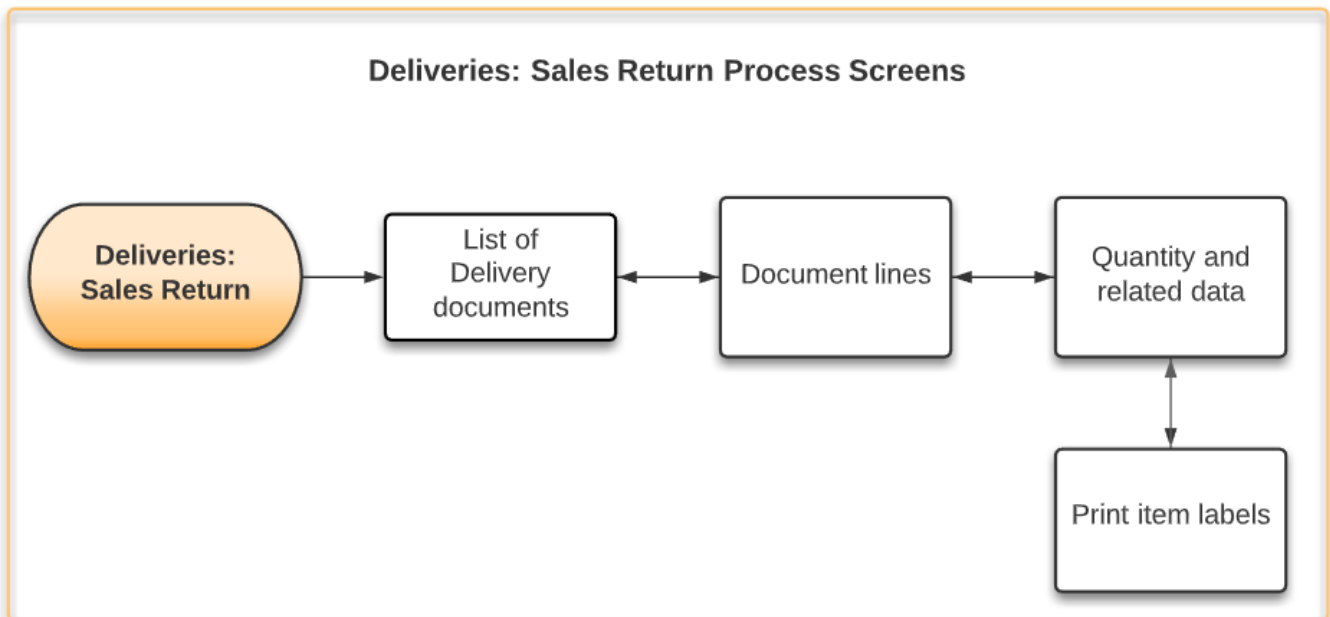 Deliveries: Sales Return Process Screens
Deliveries:
Sales Return
List of
Delivery
documents
Document lines
Quantity and
related data
Print item labels